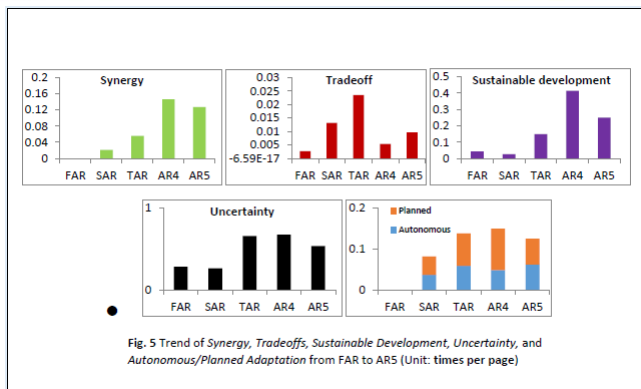 Synergy
0.2
0.16
0.12
0.08
0.04
0
FAR SAR TAR AR4 AR5
Tradeoff
0.03
0.025
0.02
0.015
0.01
0.005
-6.59E-17
FAR SAR TAR AR4 AR5
Sustainable development
0.5
0.4
0.3
0.2
0.1
0
FAR SAR TAR AR4 AR5
Uncertainty
1
0
FAR SAR TAR AR4 AR5
0.2
Planned
Autonomous
0.1
0
FAR SAR TAR AR4 AR5
Fig. 5 Trend of Synergy, Tradeoffs, Sustainable Development, Uncertainty, and
Autonomous/Planned Adaptation from FAR to AR5 (Unit: times per page)